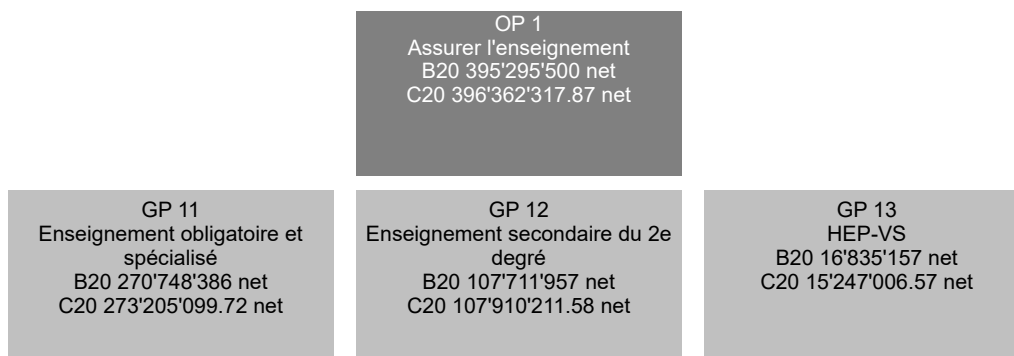 OP 1
Assurer l'enseignement
B20 395'295'500 net
C20 396'362'317.87 net
GP 11
Enseignement obligatoire et
spécialisé
B20 270'748'386 net
C20 273'205'099.72 net
GP 12
Enseignement secondaire du 2e
degré
B20 107'711'957 net
C20 107'910'211.58 net
GP 13
HEP-VS
B20 16'835'157 net
C20 15'247'006.57 net